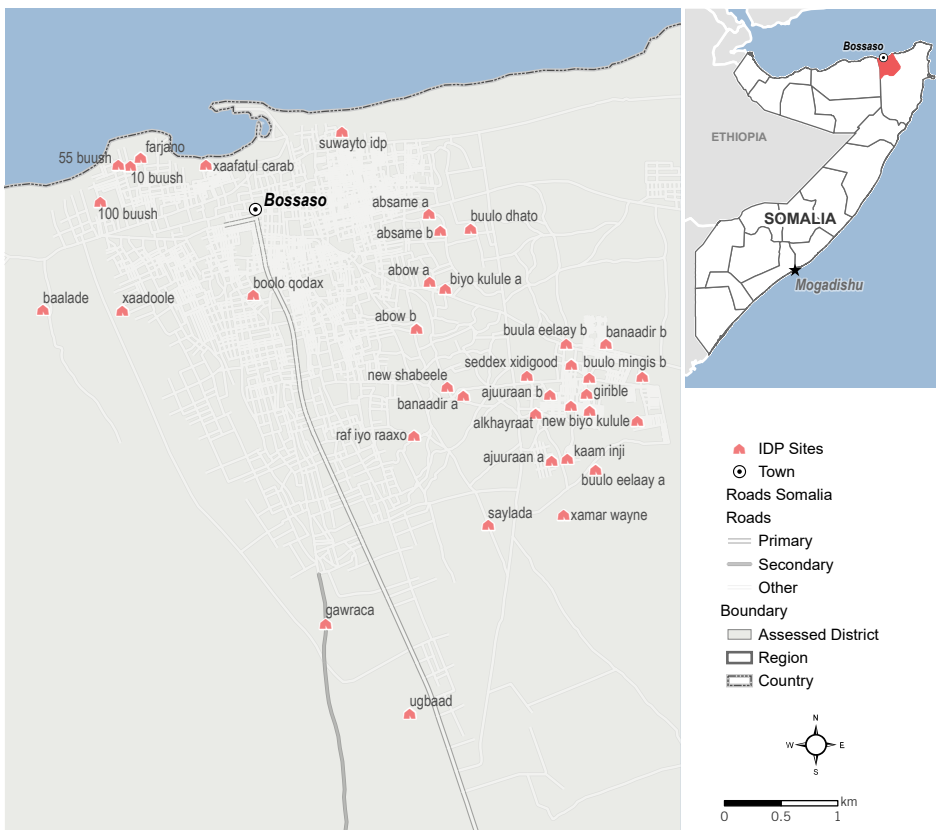 suwayto idp
farjano
55 buush
10 buush
xaafatul carab
100 buush
Bossaso
absame a
buulo dhato
absame b
abow a
biyo kulule a
boolo qodax
baalade
xaadoole
abow b
buula eelaay b
banaadir b
seddex xidigood
buulo mingis b
new shabeele
ajuuraan b
girible
banaadir a
alkhayraat
new biyo kulule
raf iyo raaxo
ajuuraan a
kaam inji
buulo eelaay a
saylada
xamar wayne
gawraca
ugbaad
Bossaso
ETHIOPIA
SOMALIA
Mogadishu
IDP Sites
Town
Roads Somalia
Roads
Primary
Secondary
Other
Boundary
Assessed District
Region
Country
N
W E
S
km
0 0.5 1